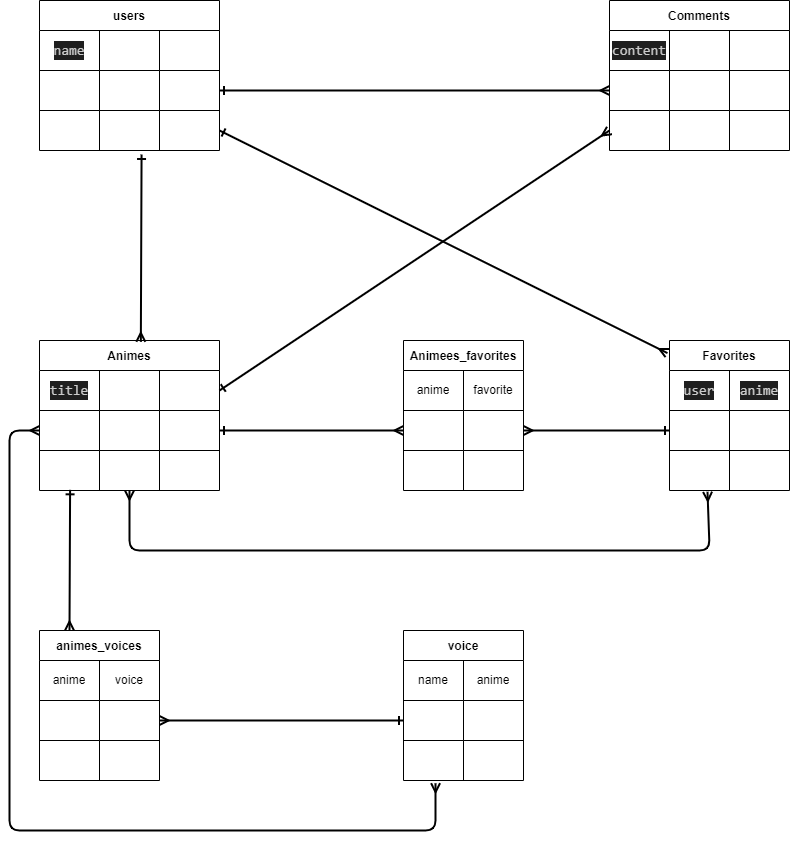 users
name
Comments
content
Animes
title
Animees_favorites
anime favorite
Favorites
user anime
animes_voices
anime voice
voice
name anime